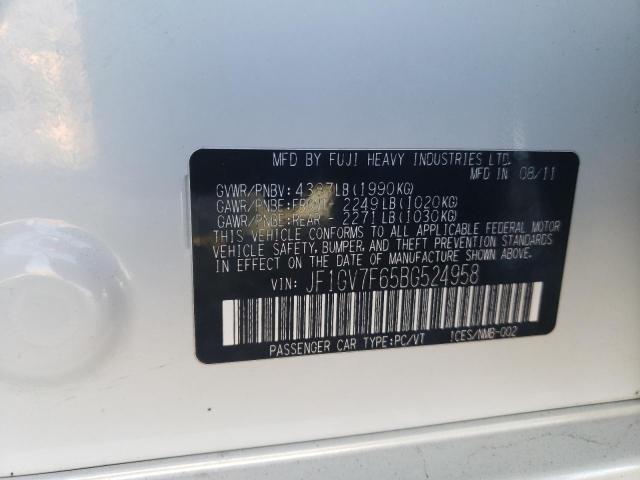 MFD BY FUJI HEAVY INDUSTRIES LTD.
MFD IN 08/11
GVWR/PNBV: 4387LB(1990KG)
GAWR/PNBE:FRONT - 2249LB(1020KG)
GAWR/PNBE:REAR - 2271LB(1030KG)
THIS VEHICLE CONFORMS TO ALL APPLICABLE FEDERAL MOTOR
VEHICLE SAFETY, BUMPER, AND THEFT PREVENTION STANDARDS
IN EFFECT ON THE DATE OF MANUFACTURE SHOWN ABOVE.
VIN: JF1GV7F65BG524958
PASSENGER CAR TYPE:PC/VT ICES/NMB-002